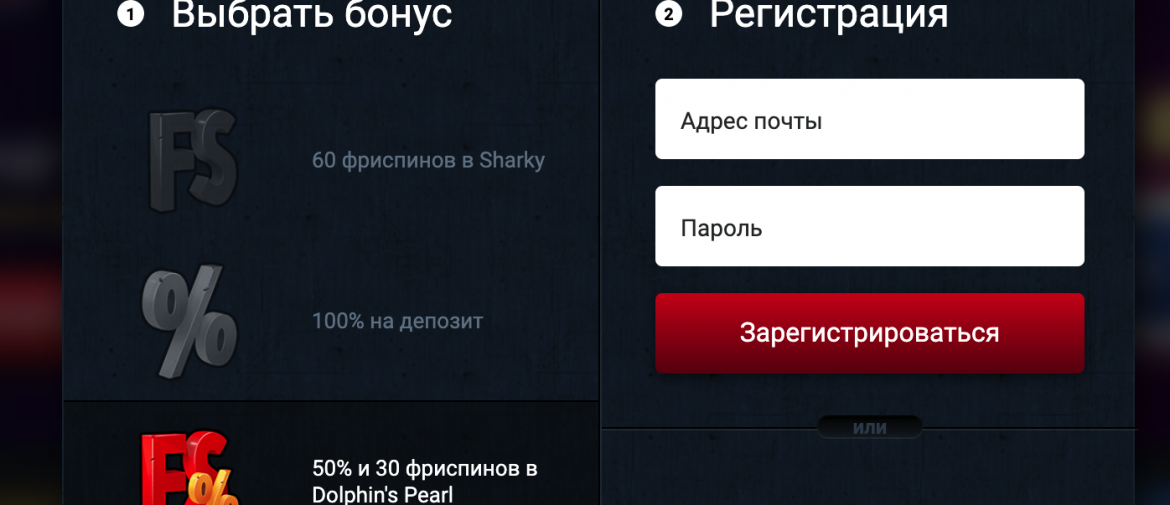 1 Выбрать бонус
FS
60 фриспинов в Sharky
%
100% на депозит
FS
%
50% и 30 фриспинов в
Dolphin's Pearl
2 Регистрация
Адрес почты
Пароль
Зарегистрироваться
или